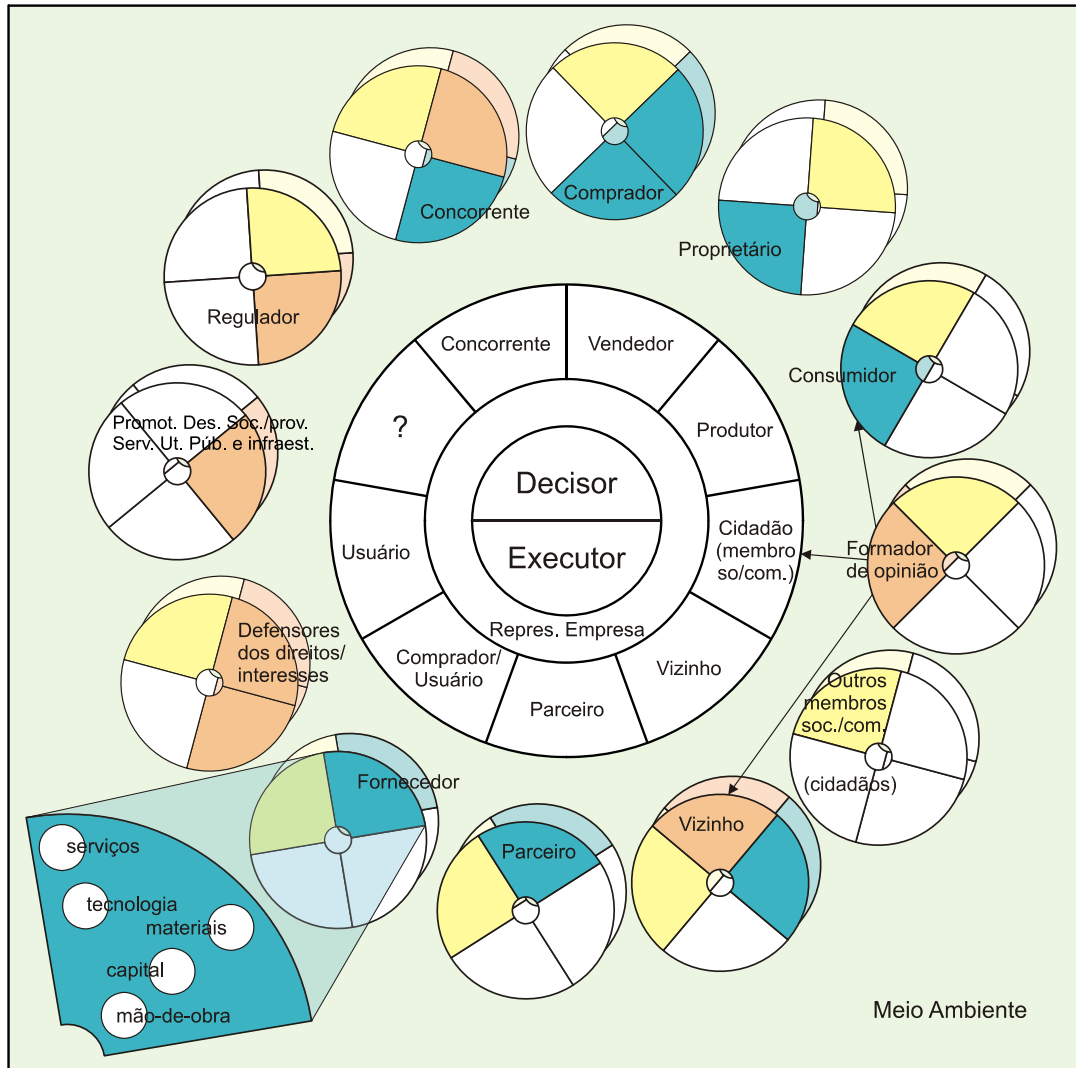 Concorrente
Comprador
Proprietário
Regulador
Consumidor
Promot. Des. Soc./prov.
Serv. Ut. Púb. e infraest.
Concorrente
Vendedor
?
Produtor
Usuário
Cidadão
(membro
so/com.)
Comprador/
Usuário
Parceiro
Vizinho
Decisor
Executor
Repres. Empresa
Formador
de opinião
Defensores
dos direitos/
interesses
Outros
membros
soc./com.
(cidadãos)
Fornecedor
Parceiro
Vizinho
serviços
tecnologia
materiais
capital
mão-de-obra
Meio Ambiente